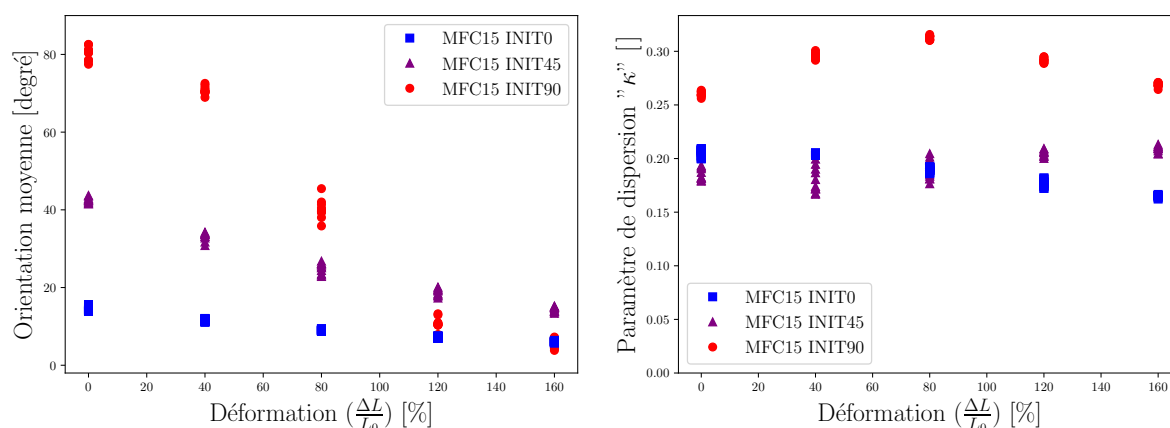 Orientation moyenne [degré]
80
60
40
20
0
MFC15 INIT0
MFC15 INIT45
MFC15 INIT90
0 20 40 60 80 100 120 140 160
Déformation (ΔL/L₀) [%]
Paramètre de dispersion ”κ” []
0.30
0.25
0.20
0.15
0.10
0.05
0.00
MFC15 INIT0
MFC15 INIT45
MFC15 INIT90
0 20 40 60 80 100 120 140 160
Déformation (ΔL/L₀) [%]